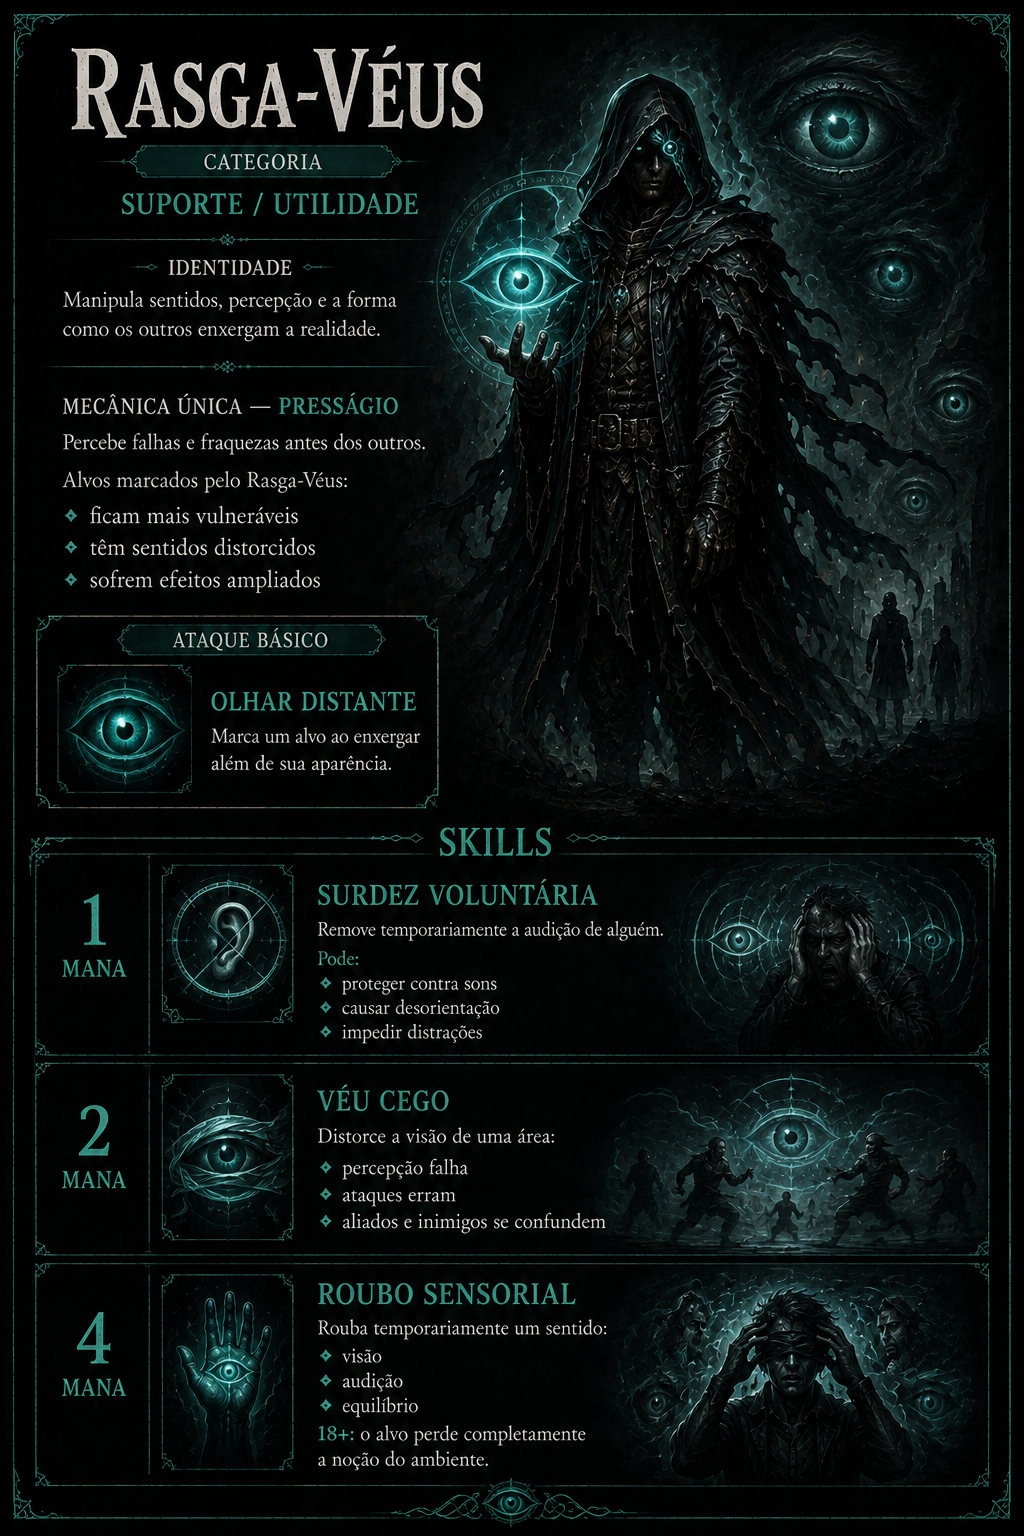 RASGA-VÉUS
CATEGORIA
SUPORTE / UTILIDADE
IDENTIDADE
Manipula sentidos, percepção e a forma
como os outros enxergam a realidade.
MECÂNICA ÚNICA — PRESSÁGIO
Percebe falhas e fraquezas antes dos outros.
Alvos marcados pelo Rasga-Véus:
ficam mais vulneráveis
têm sentidos distorcidos
sofrem efeitos ampliados
ATAQUE BÁSICO
OLHAR DISTANTE
Marca um alvo ao enxergar
além de sua aparência.
SKILLS
1
MANA
SURDEZ VOLUNTÁRIA
Remove temporariamente a audição de alguém.
Pode:
proteger contra sons
causar desorientação
impedir distrações
2
MANA
VÉU CEGO
Distorce a visão de uma área:
percepção falha
ataques erram
aliados e inimigos se confundem
4
MANA
ROUBO SENSORIAL
Rouba temporariamente um sentido:
visão
audição
equilíbrio
18+: o alvo perde completamente
a noção do ambiente.